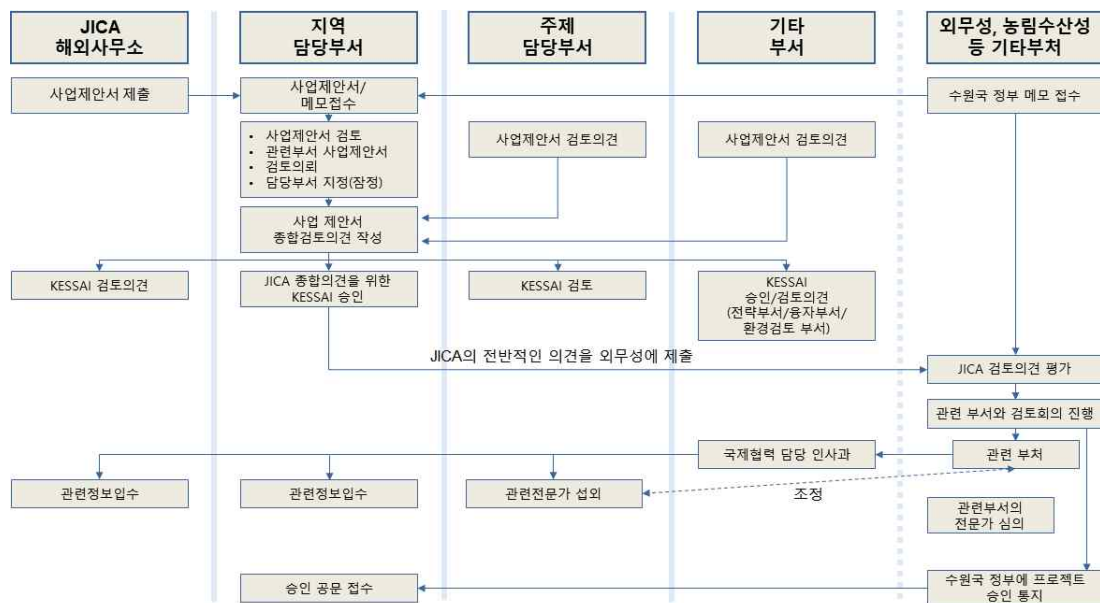 JICA
해외사무소
지역
담당부서
주제
담당부서
기타
부서
외무성, 농림수산성
등 기타부처
사업제안서 제출
사업제안서/
메모접수
수원국 정부 메모 접수
• 사업제안서 검토
• 관련부서 사업제안서
• 검토의뢰
• 담당부서 지정(잠정)
사업제안서 검토의견
사업제안서 검토의견
사업 제안서
종합검토의견 작성
KESSAI 검토의견
JICA 종합의견을 위한
KESSAI 승인
KESSAI 검토
KESSAI
승인/검토의견
(전략부서/융자부서/
환경검토 부서)
JICA의 전반적인 의견을 외무성에 제출
JICA 검토의견 평가
관련 부서와 검토회의 진행
국제협력 담당 인사과
관련 부처
관련정보입수
관련정보입수
관련전문가 섭외
조정
관련부서의
전문가 심의
승인 공문 접수
수원국 정부에 프로젝트
승인 통지